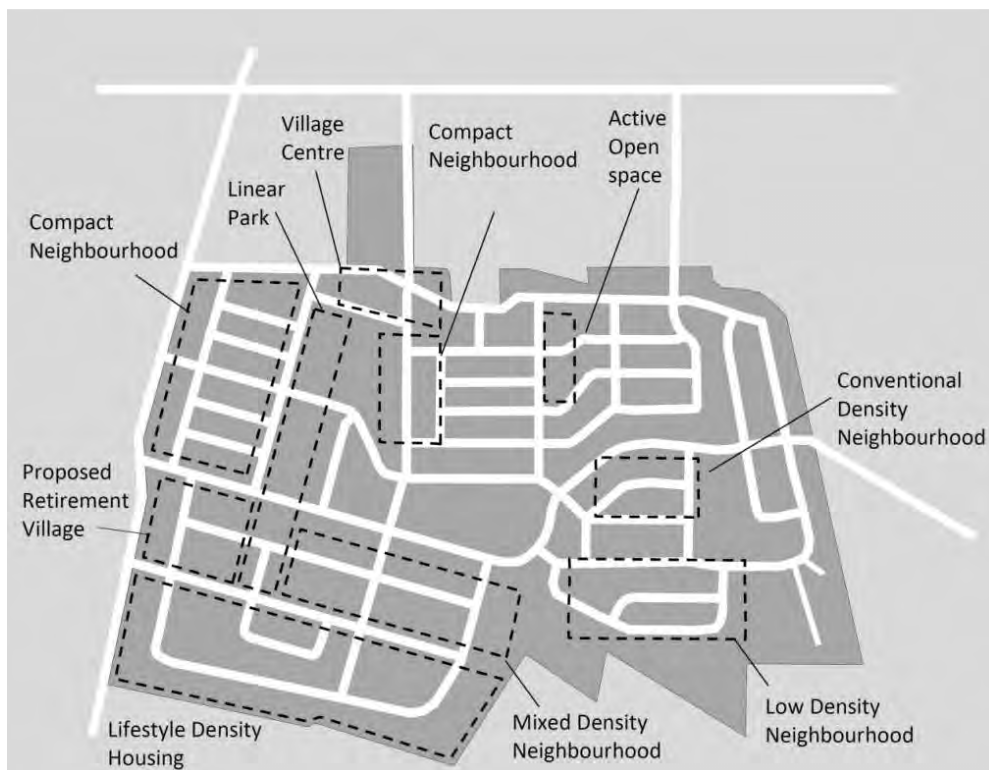 Village
Centre
Compact
Neighbourhood
Active
Open
space
Linear
Park
Compact
Neighbourhood
Conventional
Density
Neighbourhood
Proposed
Retirement
Village
Lifestyle Density
Housing
Mixed Density
Neighbourhood
Low Density
Neighbourhood